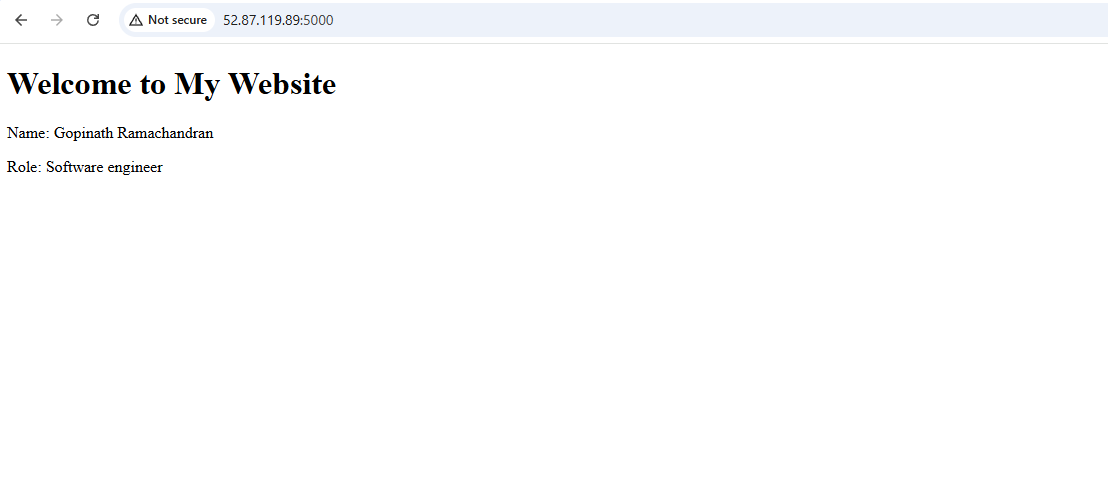 Not secure 52.87.119.89:5000
Welcome to My Website
Name: Gopinath Ramachandran
Role: Software engineer